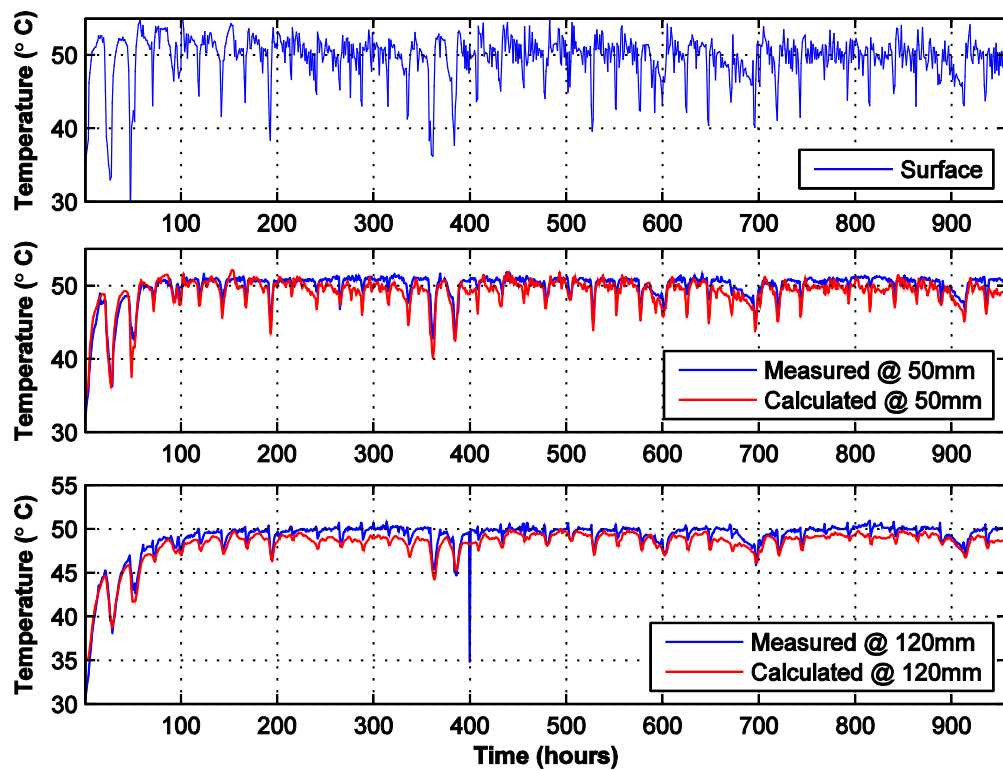 Temperature (° C)
50
40
30
100 200 300 400 500 600 700 800 900
Surface
Temperature (° C)
50
40
30
100 200 300 400 500 600 700 800 900
Measured @ 50mm
Calculated @ 50mm
Temperature (° C)
55
50
45
40
35
30
100 200 300 400 500 600 700 800 900
Measured @ 120mm
Calculated @ 120mm
Time (hours)